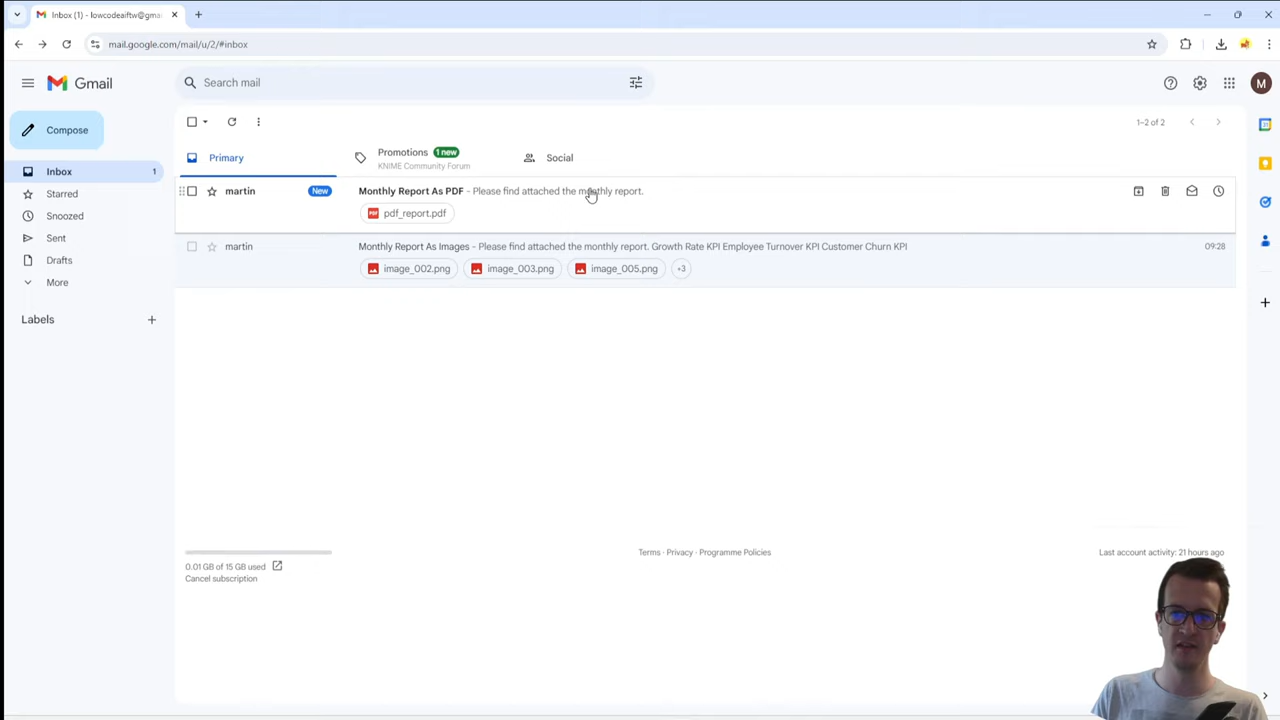 Inbox (1) - lowcodeaiftw@gma
mail.google.com/mail/u/2/#inbox
Gmail
Search mail
M
Compose
1–2 of 2
Inbox 1
Starred
Snoozed
Sent
Drafts
More
Labels
Primary
Promotions 1 new
KNIME Community Forum
Social
martin New Monthly Report As PDF - Please find attached the monthly report.
PDF pdf_report.pdf
martin Monthly Report As Images - Please find attached the monthly report. Growth Rate KPI Employee Turnover KPI Customer Churn KPI 09:28
image_002.png image_003.png image_005.png +3
0.01 GB of 15 GB used
Cancel subscription
Terms · Privacy · Programme Policies
Last account activity: 21 hours ago